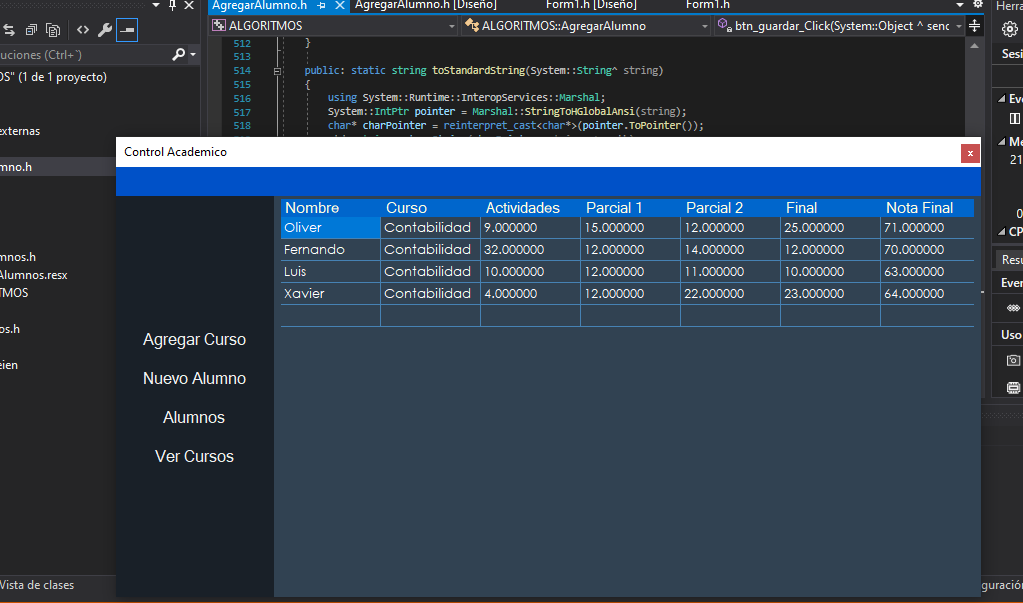 AgregarAlumno.h
AgregarAlumno.h [Diseño]
Form1.h [Diseño]
Form1.h
Herra
ALGORITMOS
ALGORITMOS::AgregarAlumno
btn_guardar_Click(System::Object ^ senc
uciones (Ctrl+´)
OS" (1 de 1 proyecto)
externas
mno.h
mnos.h
Alumnos.resx
TMOS
os.h
eien
Vista de clases
512 }
513
514 public: static string toStandardString(System::String^ string)
515 {
516 using System::Runtime::InteropServices::Marshal;
517 System::IntPtr pointer = Marshal::StringToHGlobalAnsi(string);
518 char* charPointer = reinterpret_cast<char*>(pointer.ToPointer());
Control Academico
x
Agregar Curso
Nuevo Alumno
Alumnos
Ver Cursos
Nombre Curso Actividades Parcial 1 Parcial 2 Final Nota Final
Oliver Contabilidad 9.000000 15.000000 12.000000 25.000000 71.000000
Fernando Contabilidad 32.000000 12.000000 14.000000 12.000000 70.000000
Luis Contabilidad 10.000000 12.000000 11.000000 10.000000 63.000000
Xavier Contabilidad 4.000000 12.000000 22.000000 23.000000 64.000000
Sesi
Eve
Me
21
0
CP
Resu
Ever
Uso
guración